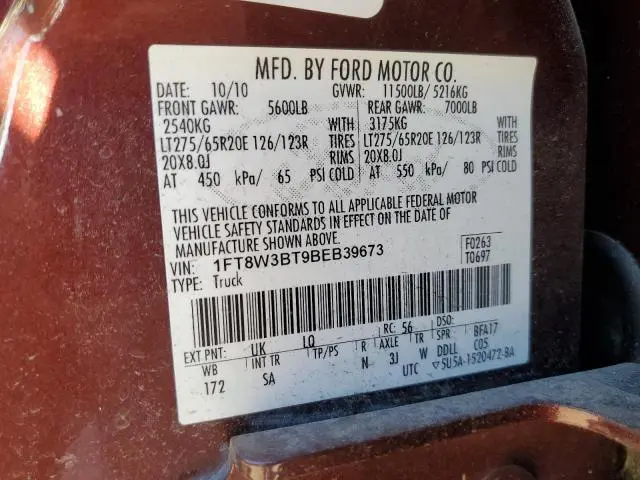 MFD. BY FORD MOTOR CO.
DATE: 10/10 GVWR: 11500LB/ 5216KG
FRONT GAWR: 5600LB REAR GAWR: 7000LB
2540KG WITH 3175KG WITH
LT275/65R20E 126/123R TIRES LT275/65R20E 126/123R TIRES
20X8.0J RIMS 20X8.0J RIMS
AT 450 kPa/ 65 PSI COLD AT 550 kPa/ 80 PSI COLD
THIS VEHICLE CONFORMS TO ALL APPLICABLE FEDERAL MOTOR
VEHICLE SAFETY STANDARDS IN EFFECT ON THE DATE OF
MANUFACTURE SHOWN ABOVE.
VIN: 1FT8W3BT9BEB39673 F0263
TYPE: Truck T0697
EXT PNT: UK LQ RC: 56 DSO:
WB INT TR TP/PS R AXLE TR SPR BFA17
172 SA N 3J W DDLL C05
UTC ▽5U5A-1520472-BA